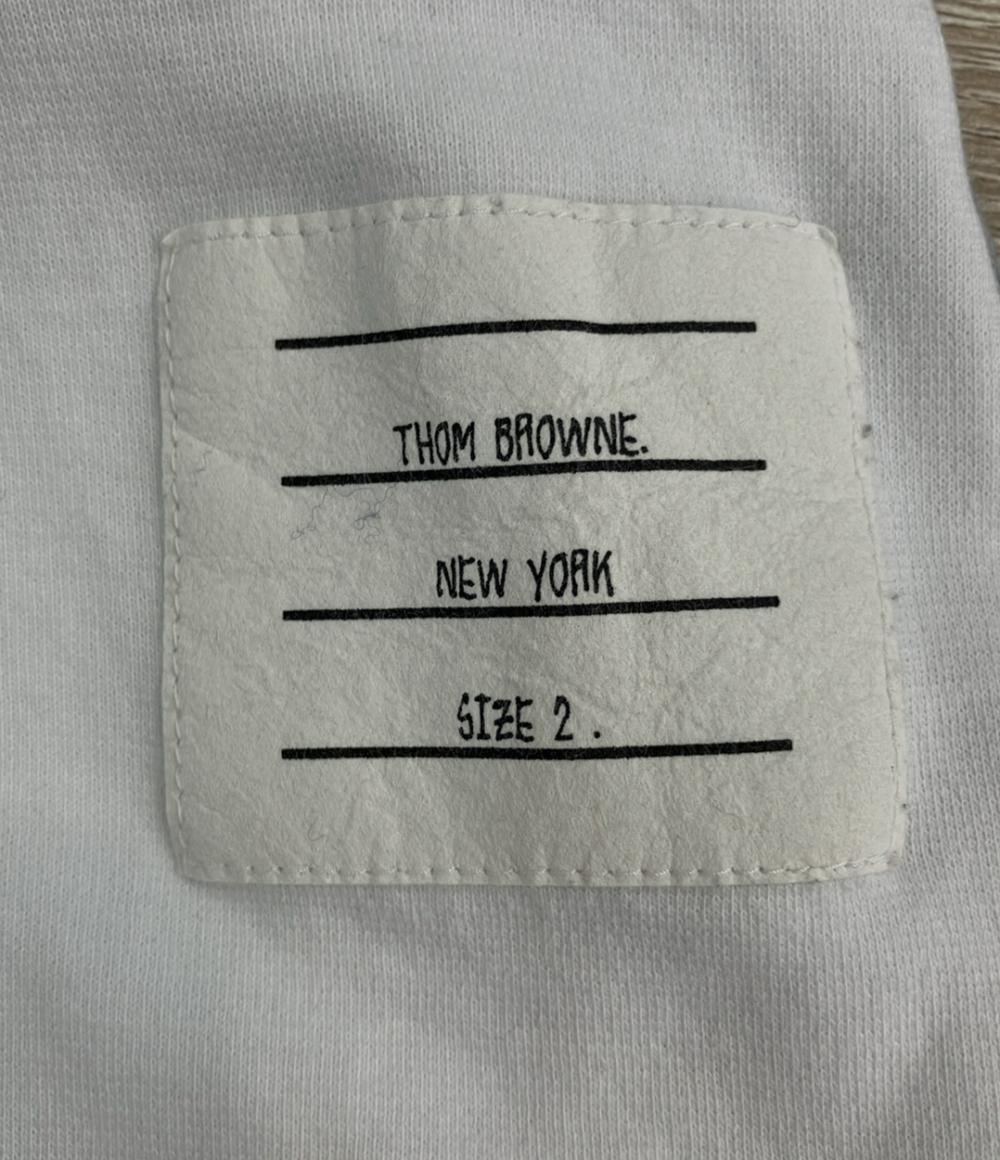 THOM BROWNE.
NEW YORK
SIZE 2 .